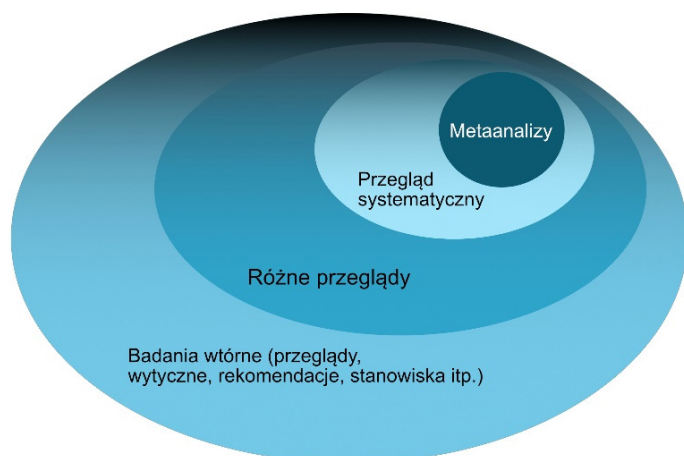 Metaanalizy
Przegląd
systematyczny
Różne przeglądy
Badania wtórne (przeglądy,
wytyczne, rekomendacje, stanowiska itp.)